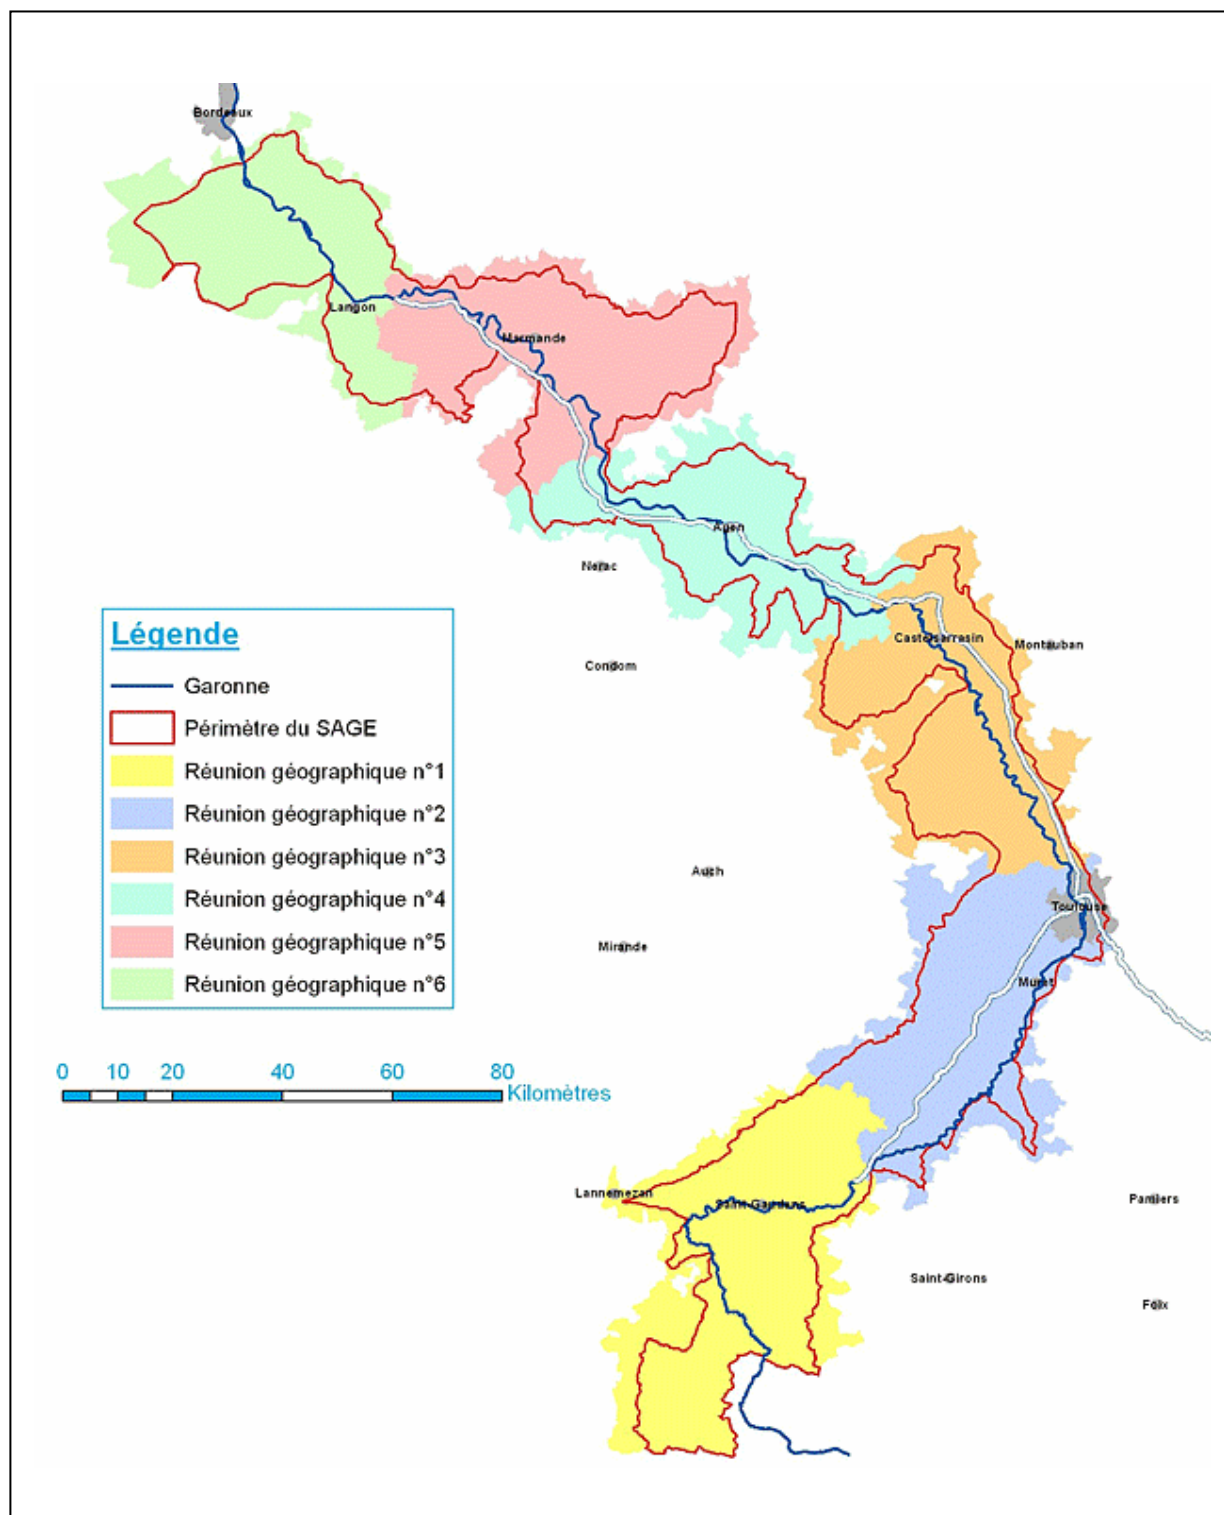 Bordeaux
Langon
Marmande
Agen
Nérac
Castelsarrasin
Montauban
Condom
Légende
Garonne
Périmètre du SAGE
Réunion géographique n°1
Réunion géographique n°2
Réunion géographique n°3
Réunion géographique n°4
Réunion géographique n°5
Réunion géographique n°6
Auch
Toulouse
Mirande
Muret
0 10 20 40 60 80
Kilomètres
Lannemezan
Saint-Gaudens
Pamiers
Saint-Girons
Foix